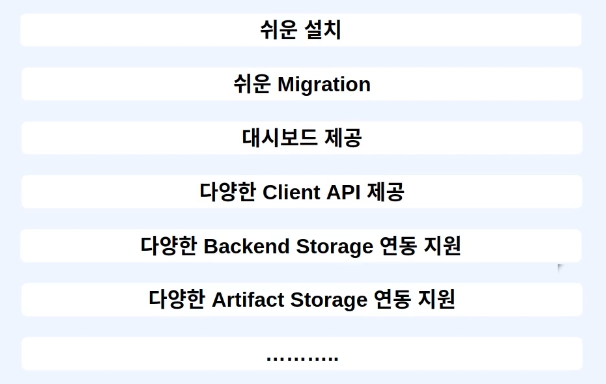 쉬운 설치
쉬운 Migration
대시보드 제공
다양한 Client API 제공
다양한 Backend Storage 연동 지원
다양한 Artifact Storage 연동 지원
………..